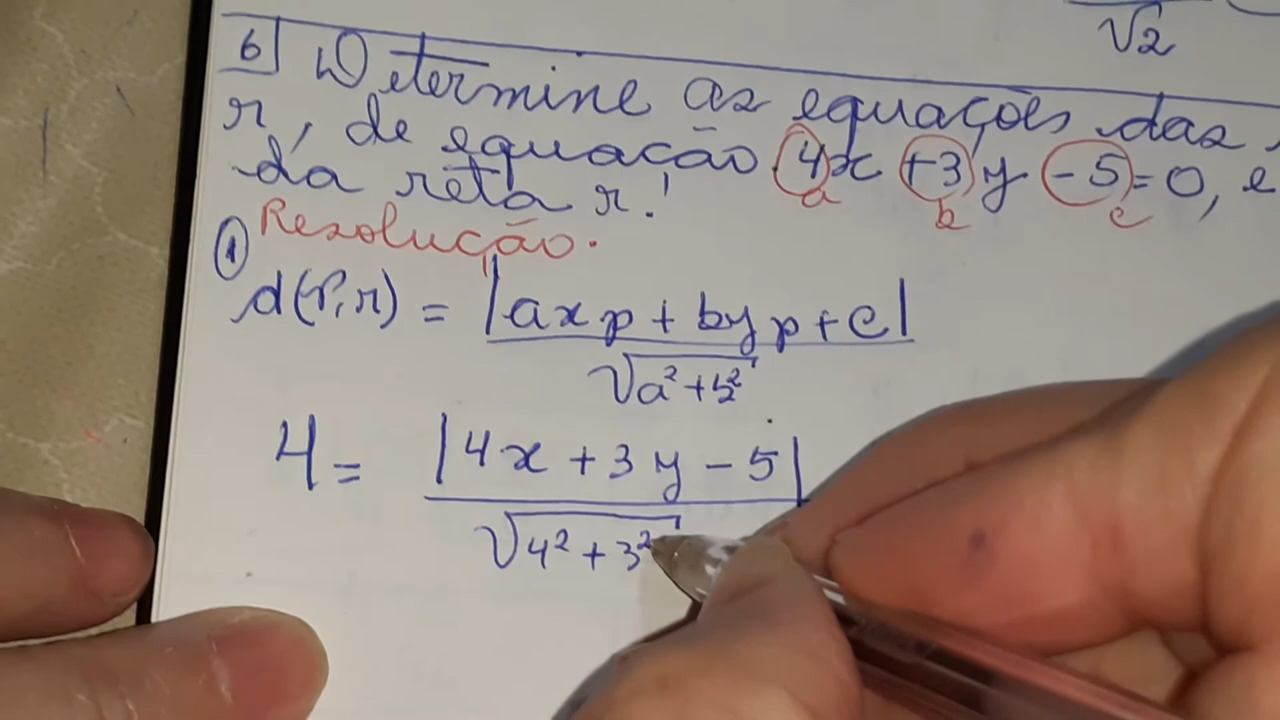 √2
6 Determine as equações das
r, de equação 4x +3y -5=0, e
a b c
da reta r!
Resolução.
1
d(P,r) = |axp + byp + c|
√a²+b²
4 = |4x + 3y - 5|
√4² + 3²